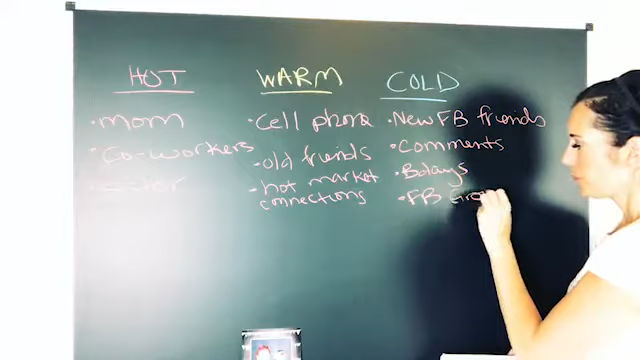 HOT
• mom
• Co-workers
• sister
WARM
• Cell phone
• old friends
• hot market
connections
COLD
• New FB friends
• Comments
• Bdays
• FB Gro